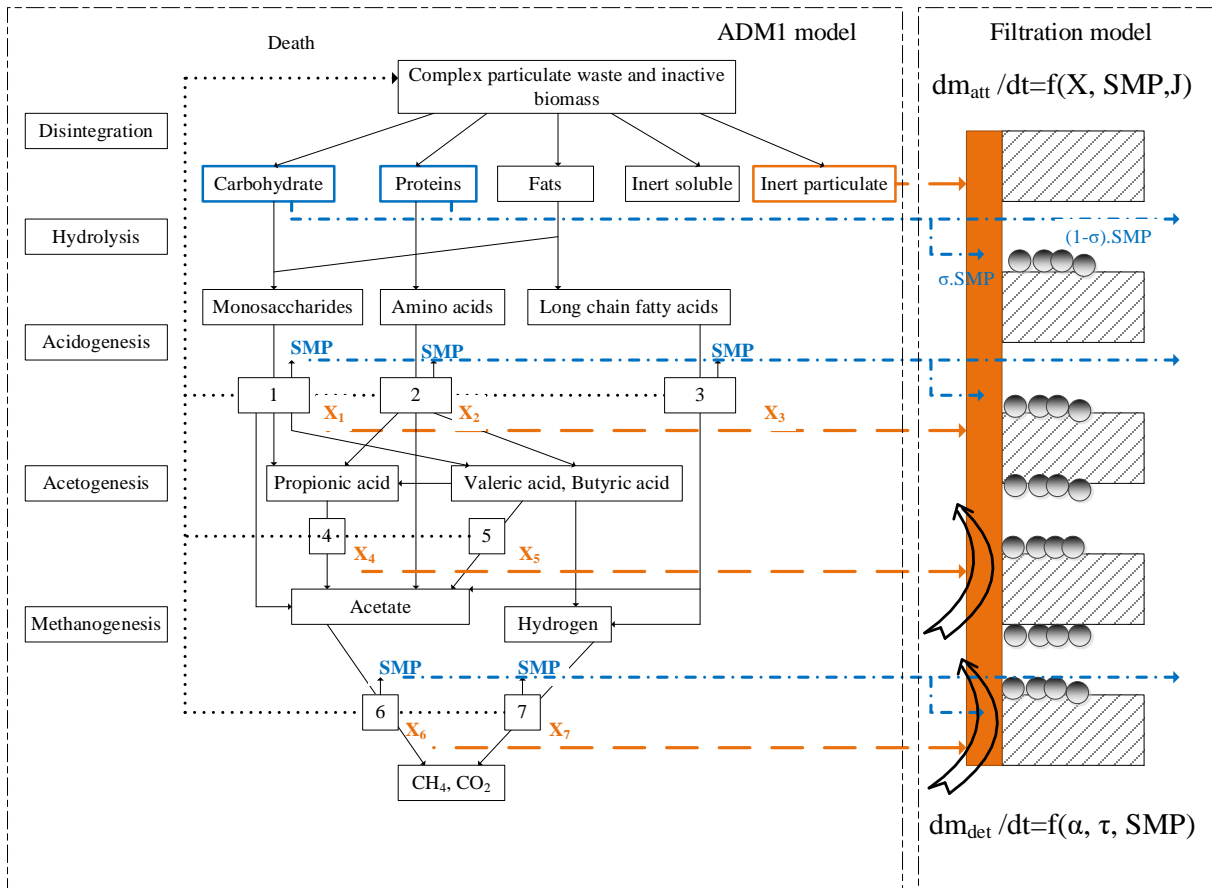 ADM1 model
Filtration model
Death
Complex particulate waste and inactive
biomass
dm_att /dt=f(X, SMP,J)
Disintegration
Carbohydrate
Proteins
Fats
Inert soluble
Inert particulate
Hydrolysis
(1-σ).SMP
σ.SMP
Monosaccharides
Amino acids
Long chain fatty acids
Acidogenesis
SMP
SMP
SMP
1
2
3
X₁
X₂
X₃
Acetogenesis
Propionic acid
Valeric acid, Butyric acid
4
5
X₄
X₅
Acetate
Methanogenesis
Hydrogen
SMP
SMP
6
7
X₆
X₇
CH₄, CO₂
dm_det /dt=f(α, τ, SMP)